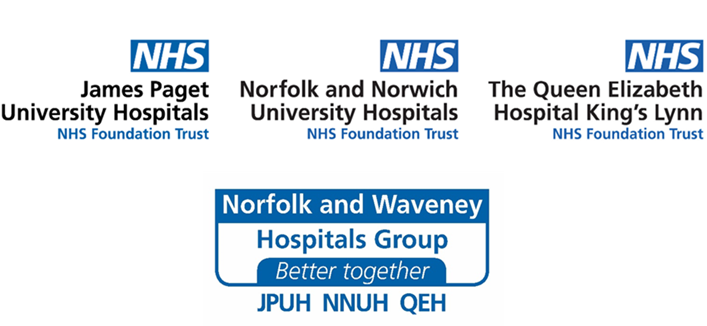 NHS
James Paget
University Hospitals
NHS Foundation Trust
NHS
Norfolk and Norwich
University Hospitals
NHS Foundation Trust
NHS
The Queen Elizabeth
Hospital King's Lynn
NHS Foundation Trust
Norfolk and Waveney
Hospitals Group
Better together
JPUH NNUH QEH